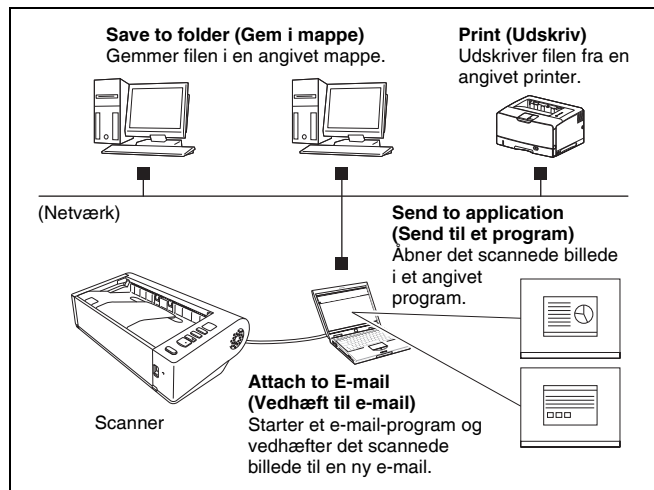 Save to folder (Gem i mappe)
Gemmer filen i en angivet mappe.
Print (Udskriv)
Udskriver filen fra en
angivet printer.
(Netværk)
Send to application
(Send til et program)
Åbner det scannede billede
i et angivet
program.
Scanner
Attach to E-mail
(Vedhæft til e-mail)
Starter et e-mail-program og
vedhæfter det scannede
billede til en ny e-mail.